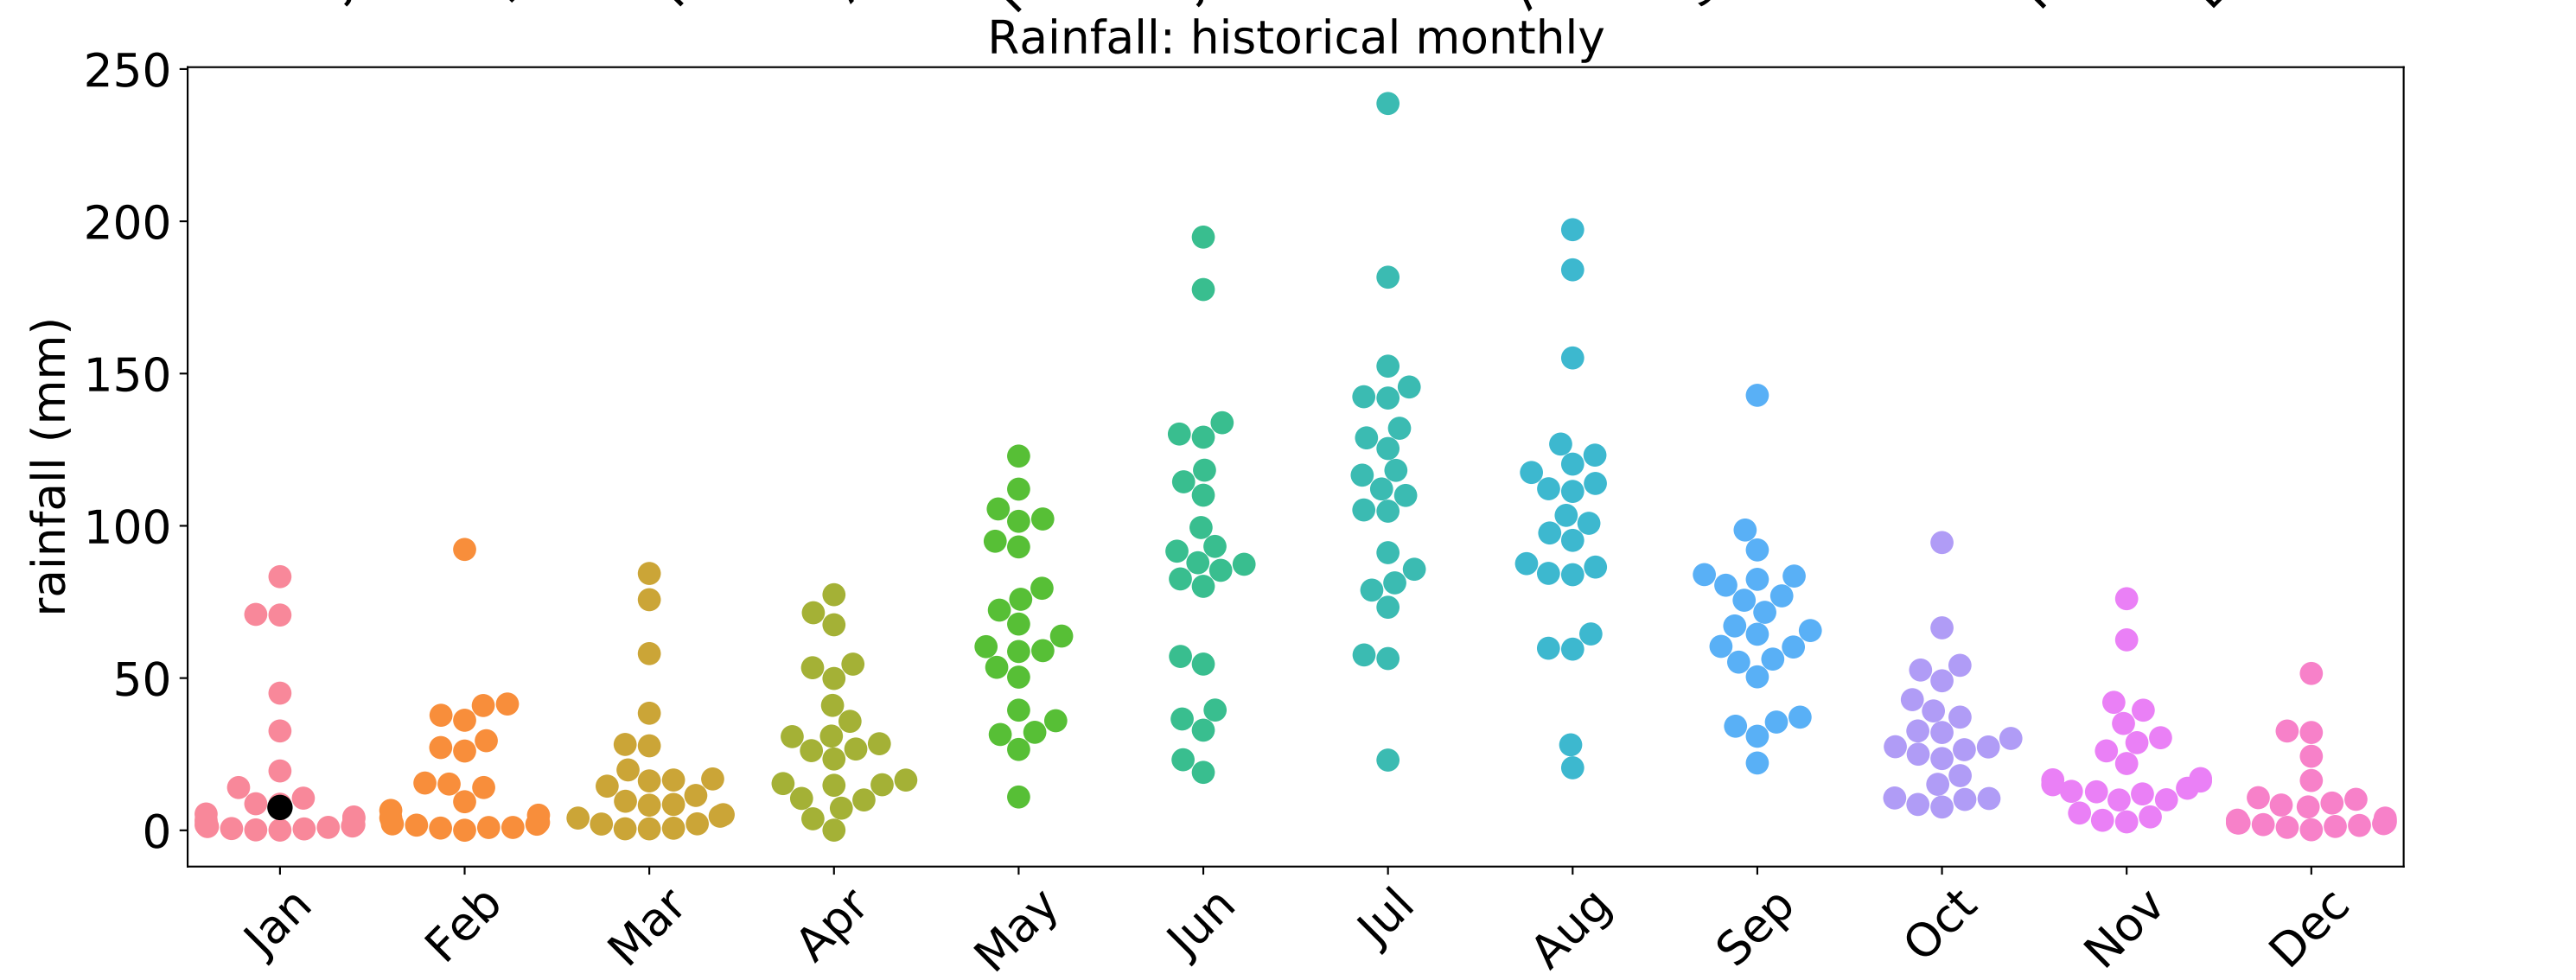 Rainfall: historical monthly
250
200
150
100
50
0
rainfall (mm)
Jan
Feb
Mar
Apr
May
Jun
Jul
Aug
Sep
Oct
Nov
Dec